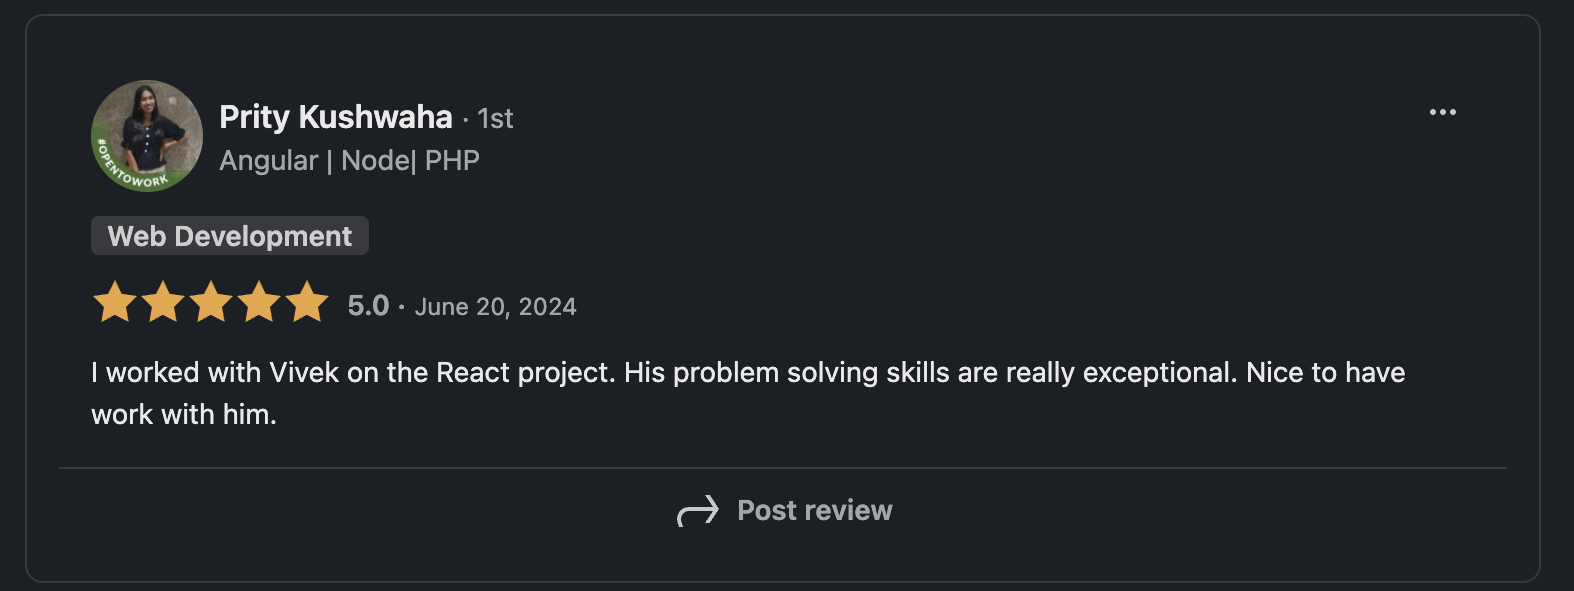 Prity Kushwaha · 1st
Angular | Node| PHP
#OPENTOWORK
Web Development
5.0 · June 20, 2024
I worked with Vivek on the React project. His problem solving skills are really exceptional. Nice to have
work with him.
Post review